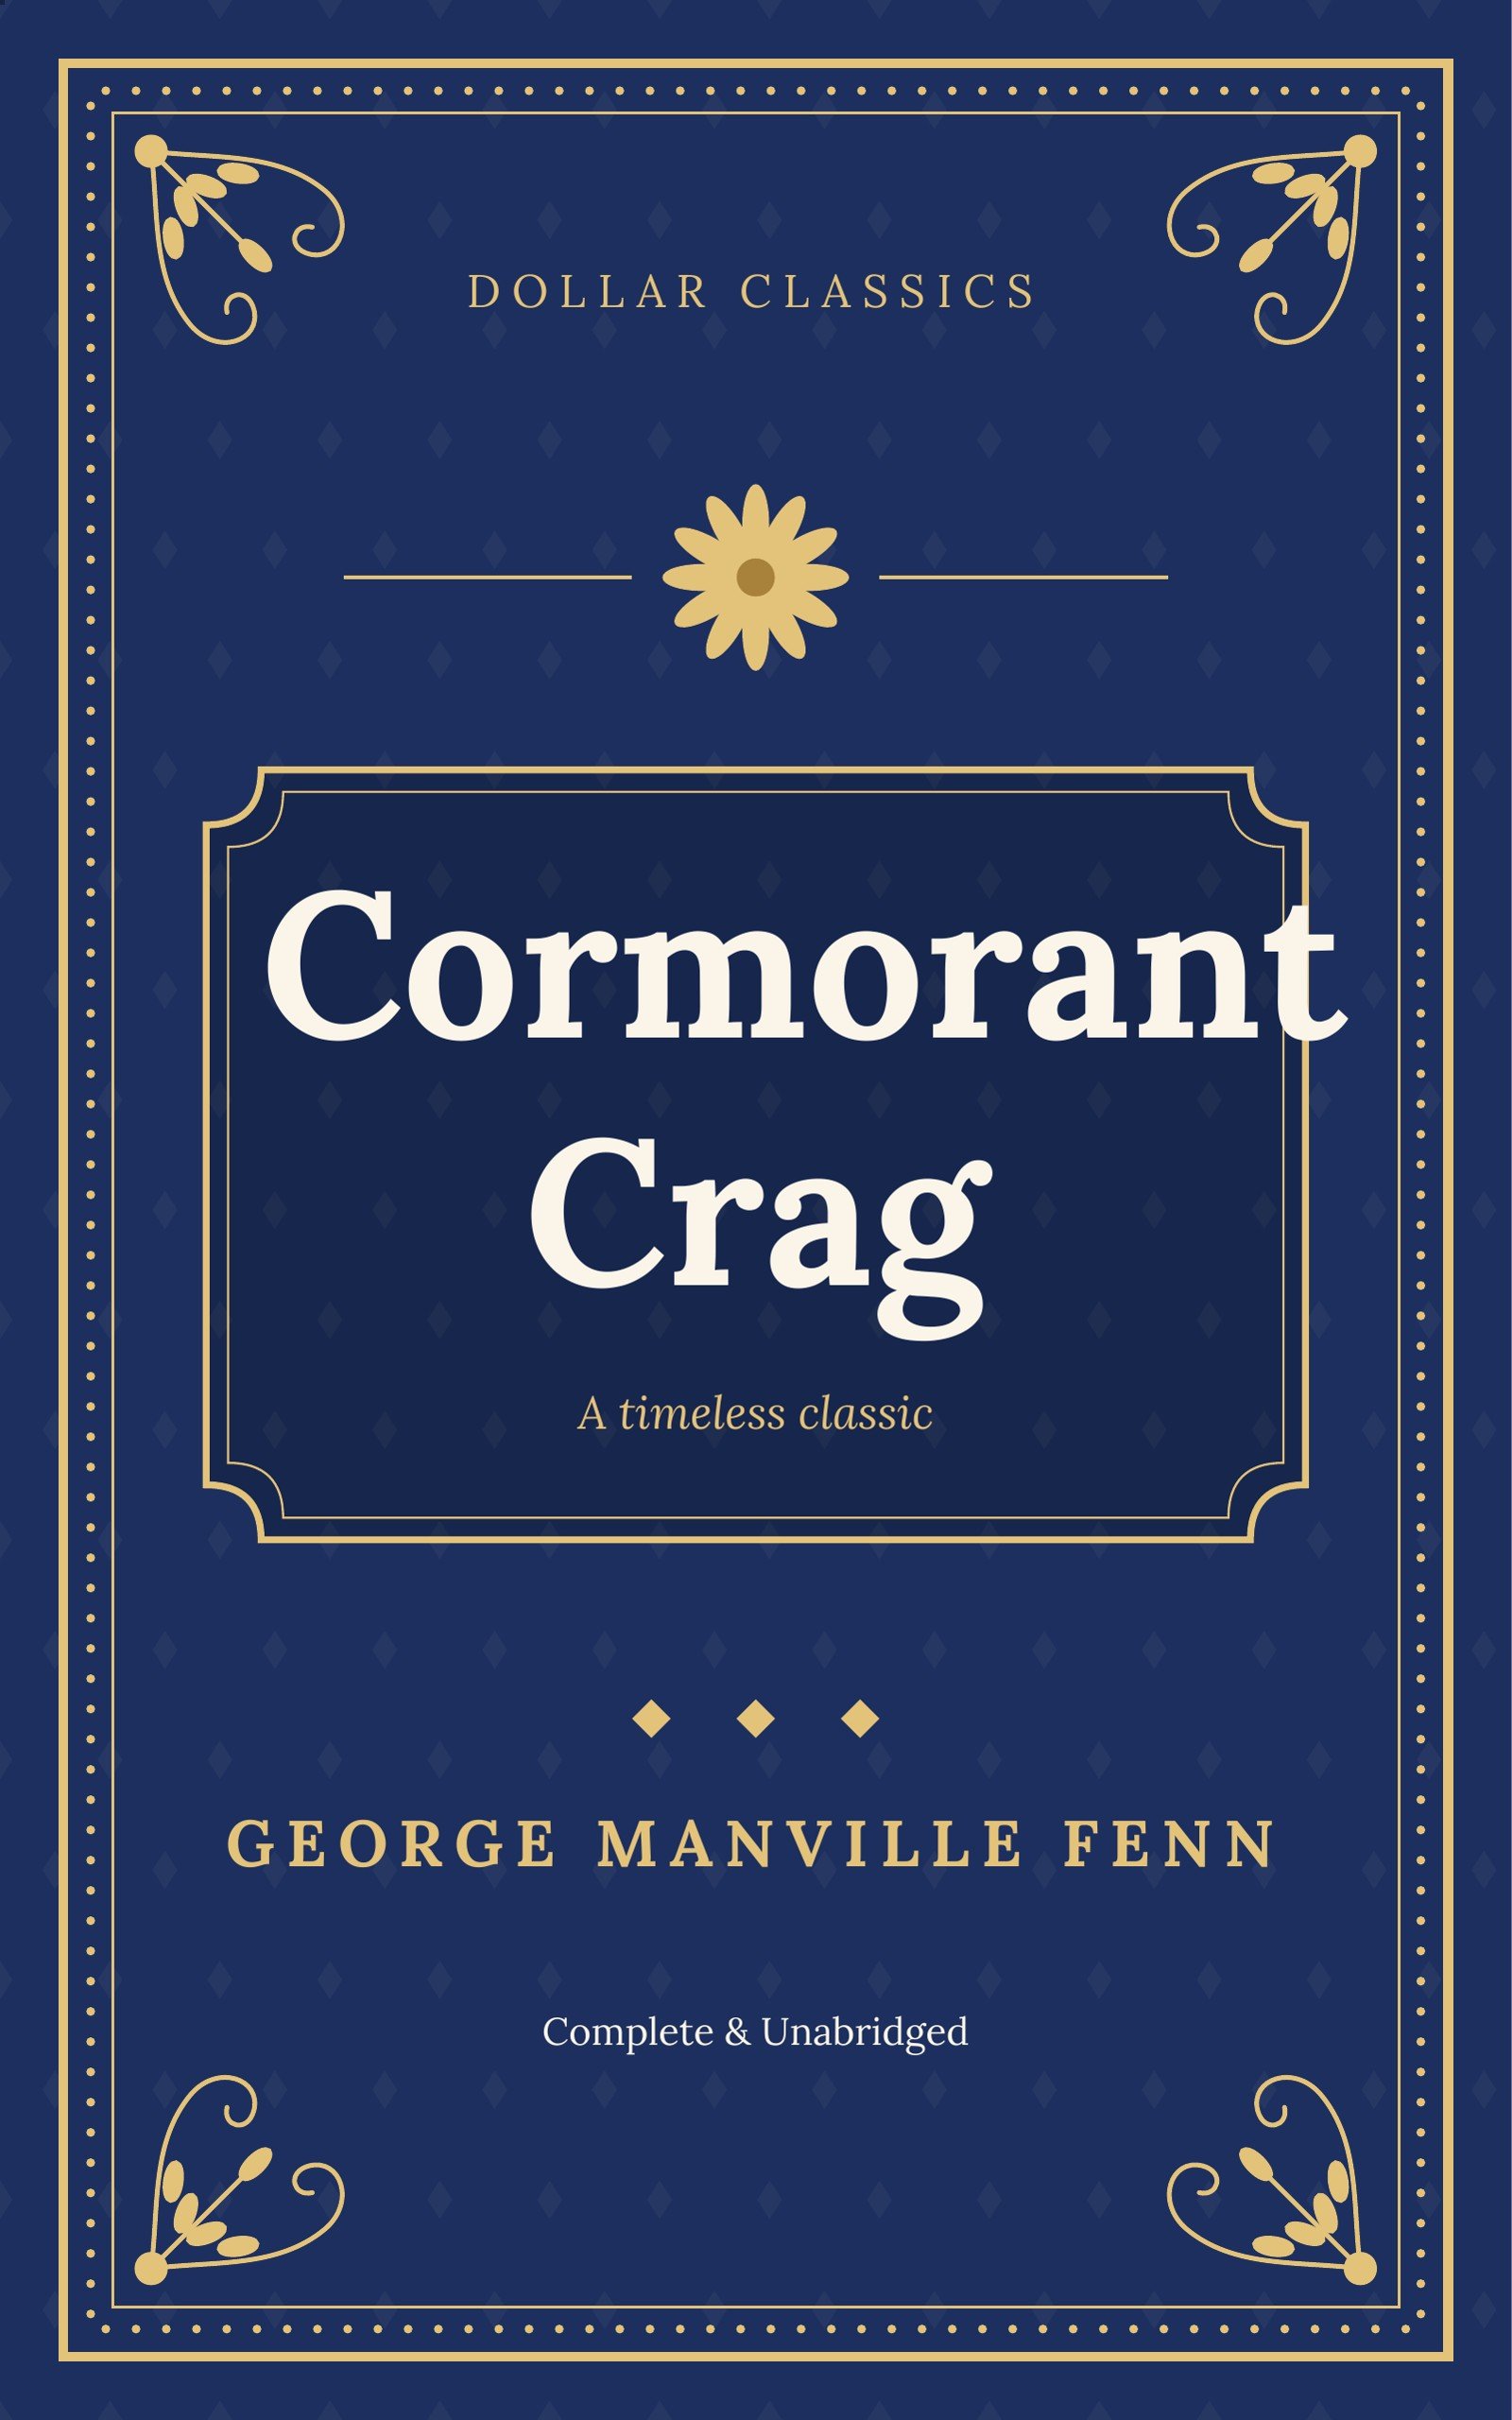 DOLLAR CLASSICS
Cormorant
Crag
A timeless classic
GEORGE MANVILLE FENN
Complete & Unabridged